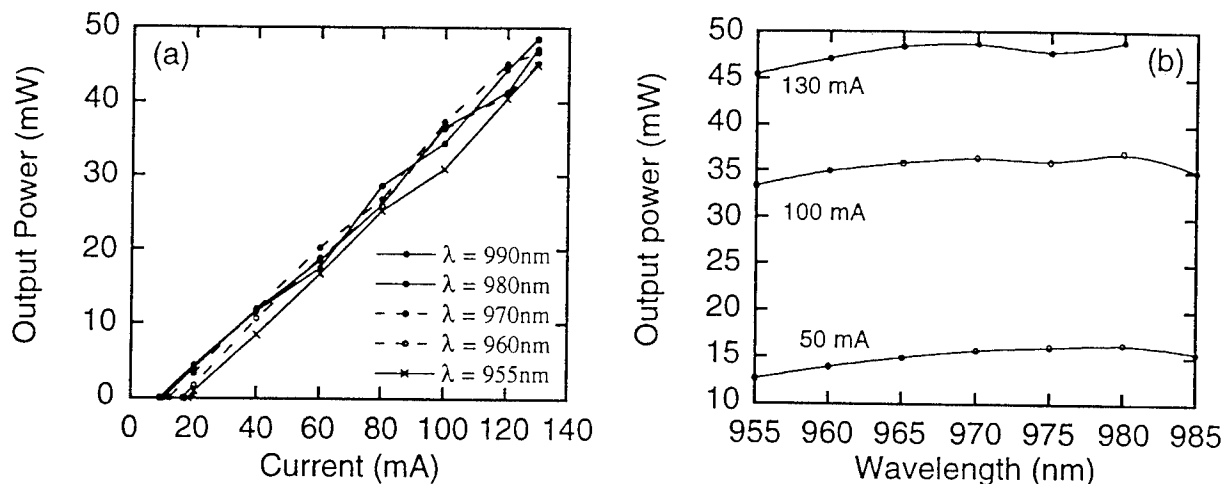 (a)
Output Power (mW)
50
40
30
20
10
0
0 20 40 60 80 100 120 140
Current (mA)
λ = 990nm
λ = 980nm
λ = 970nm
λ = 960nm
λ = 955nm
(b)
Output power (mW)
50
45
40
35
30
25
20
15
10
130 mA
100 mA
50 mA
955 960 965 970 975 980 985
Wavelength (nm)